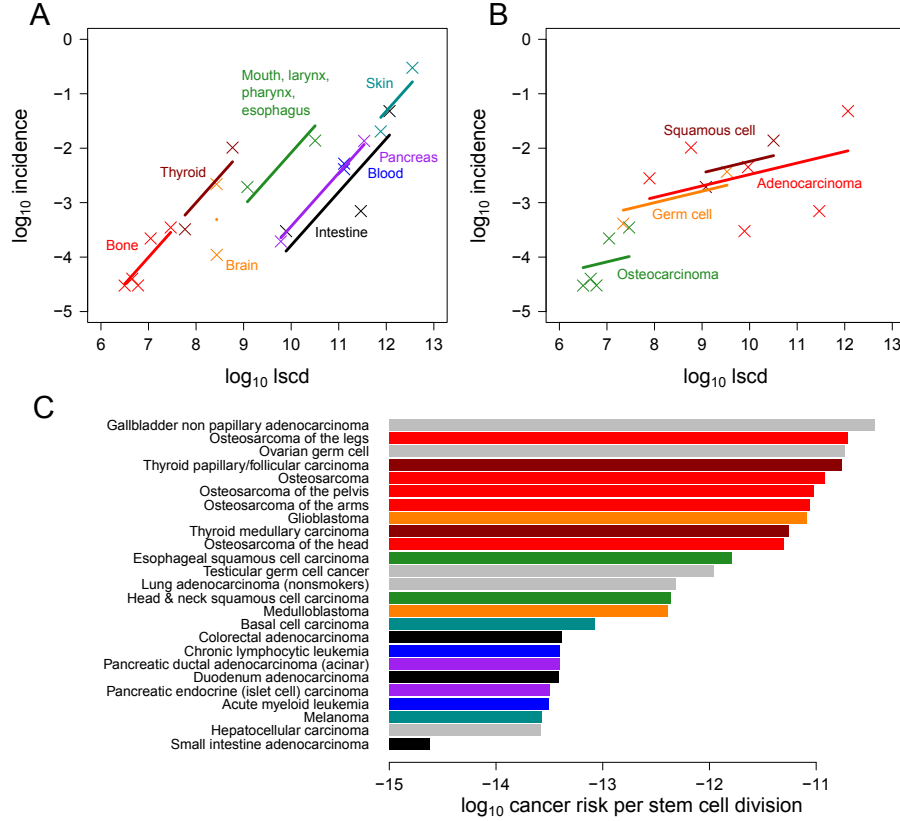 A
0
−1
−2
−3
−4
−5
log10 incidence
6 7 8 9 10 11 12 13
log10 lscd
Mouth, larynx,
pharynx,
esophagus
Skin
Thyroid
Pancreas
Blood
Bone
Intestine
Brain
B
0
−1
−2
−3
−4
−5
log10 incidence
6 7 8 9 10 11 12 13
log10 lscd
Squamous cell
Adenocarcinoma
Germ cell
Osteocarcinoma
C
Gallbladder non papillary adenocarcinoma
Osteosarcoma of the legs
Ovarian germ cell
Thyroid papillary/follicular carcinoma
Osteosarcoma
Osteosarcoma of the pelvis
Osteosarcoma of the arms
Glioblastoma
Thyroid medullary carcinoma
Osteosarcoma of the head
Esophageal squamous cell carcinoma
Testicular germ cell cancer
Lung adenocarcinoma (nonsmokers)
Head & neck squamous cell carcinoma
Medulloblastoma
Basal cell carcinoma
Colorectal adenocarcinoma
Chronic lymphocytic leukemia
Pancreatic ductal adenocarcinoma (acinar)
Duodenum adenocarcinoma
Pancreatic endocrine (islet cell) carcinoma
Acute myeloid leukemia
Melanoma
Hepatocellular carcinoma
Small intestine adenocarcinoma
−15 −14 −13 −12 −11
log10 cancer risk per stem cell division